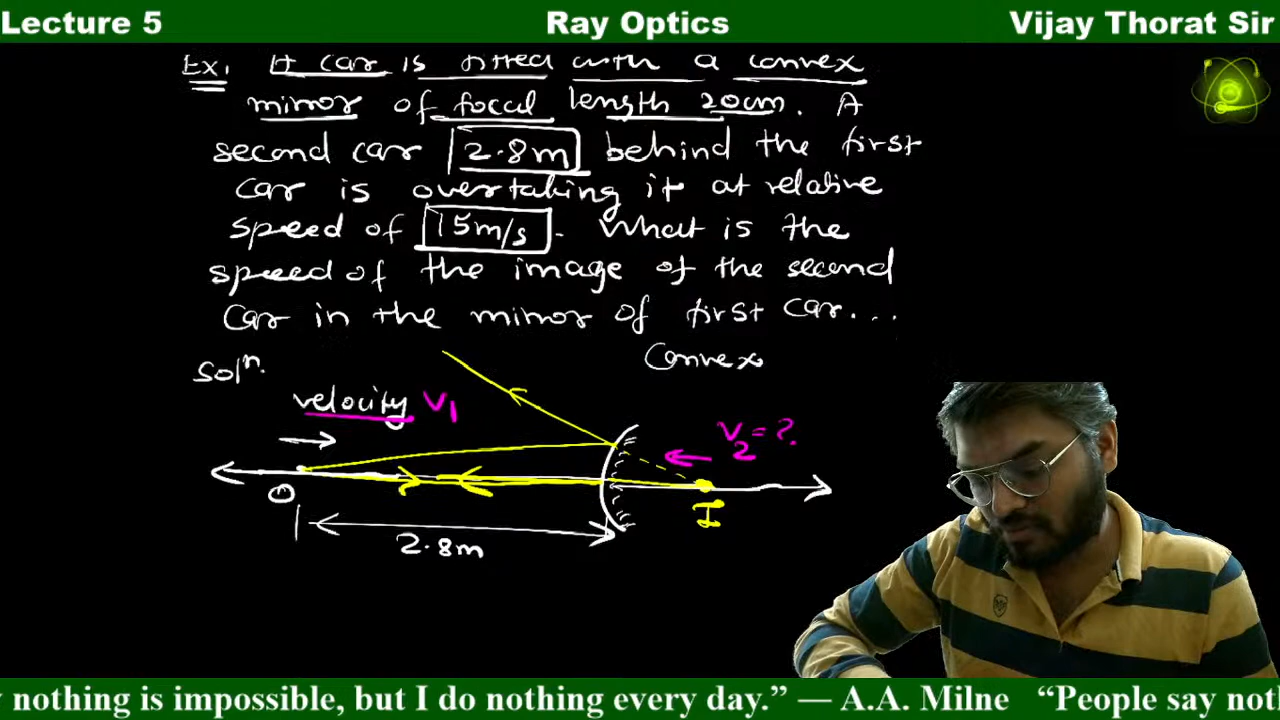 Lecture 5
Ray Optics
Vijay Thorat Sir
Ex. If car is fitted with a convex
mirror of focal length 20cm. A
second car 2.8m behind the first
car is overtaking it at relative
speed of 15m/s. What is the
speed of the image of the second
car in the mirror of first car...
Solⁿ.
Convex
velocity V₁
V₂ = ?
O
I
2.8m
y nothing is impossible, but I do nothing every day.” — A.A. Milne “People say not